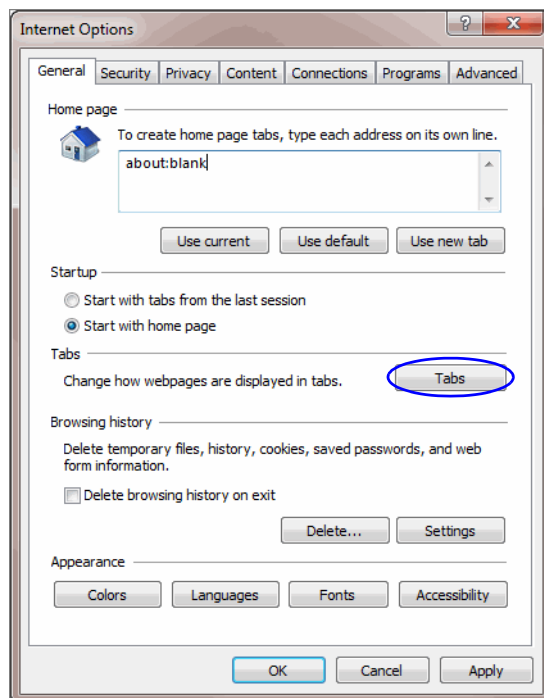 Internet Options
General Security Privacy Content Connections Programs Advanced
Home page
To create home page tabs, type each address on its own line.
about:blank
Use current Use default Use new tab
Startup
Start with tabs from the last session
Start with home page
Tabs
Change how webpages are displayed in tabs. Tabs
Browsing history
Delete temporary files, history, cookies, saved passwords, and web
form information.
Delete browsing history on exit
Delete... Settings
Appearance
Colors Languages Fonts Accessibility
OK Cancel Apply